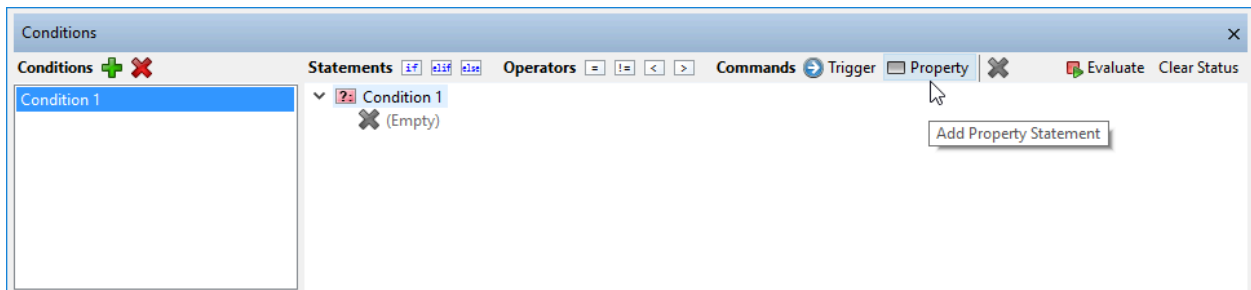 Conditions
Conditions Statements if elif else Operators = != < > Commands Trigger Property Evaluate Clear Status
Condition 1
?: Condition 1
(Empty)
Add Property Statement